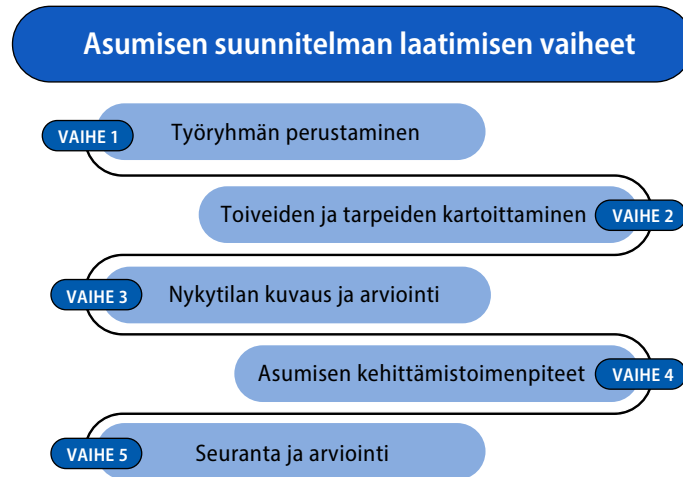 Asumisen suunnitelman laatimisen vaiheet
VAIHE 1 Työryhmän perustaminen
Toiveiden ja tarpeiden kartoittaminen VAIHE 2
VAIHE 3 Nykytilan kuvaus ja arviointi
Asumisen kehittämistoimenpiteet VAIHE 4
VAIHE 5 Seuranta ja arviointi